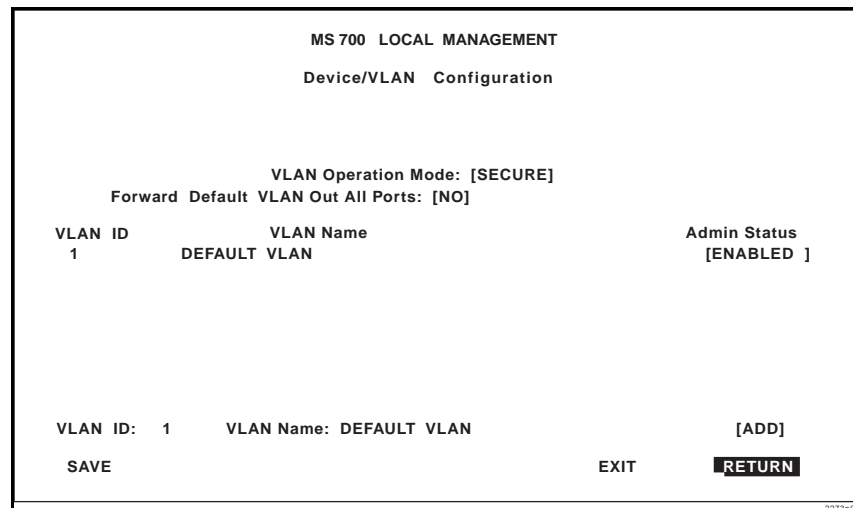 MS 700 LOCAL MANAGEMENT
Device/VLAN Configuration
VLAN Operation Mode: [SECURE]
Forward Default VLAN Out All Ports: [NO]
VLAN ID VLAN Name Admin Status
1 DEFAULT VLAN [ENABLED ]
VLAN ID: 1 VLAN Name: DEFAULT VLAN [ADD]
SAVE EXIT RETURN